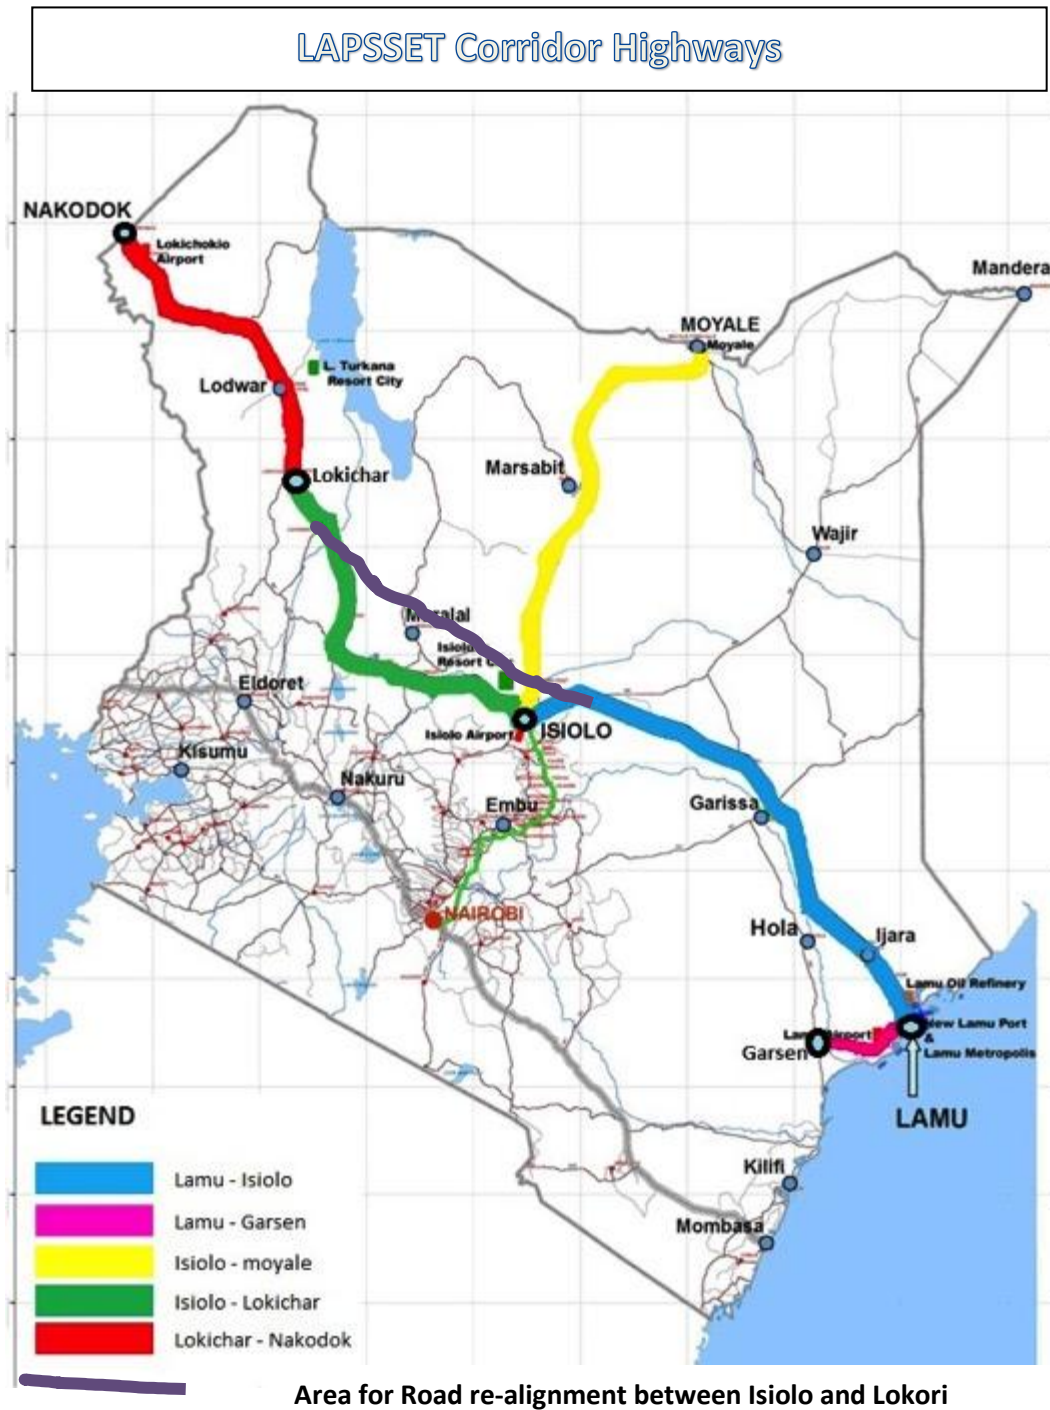 LAPSSET Corridor Highways
NAKODOK
Lokichokio
Airport
Mandera
MOYALE
Moyale
L. Turkana
Resort City
Lodwar
Lokichar
Marsabit
Wajir
Isiolo
Resort
Eldoret
ISIOLO
Isiolo Airport
Kisumu
Nakuru
Embu
Garissa
NAIROBI
Hola
Ijara
Lamu Oil Refinery
New Lamu Port
&
Lamu Metropolis
Garsen
LAMU
Kilifi
Mombasa
LEGEND
Lamu - Isiolo
Lamu - Garsen
Isiolo - moyale
Isiolo - Lokichar
Lokichar - Nakodok
Area for Road re-alignment between Isiolo and Lokori